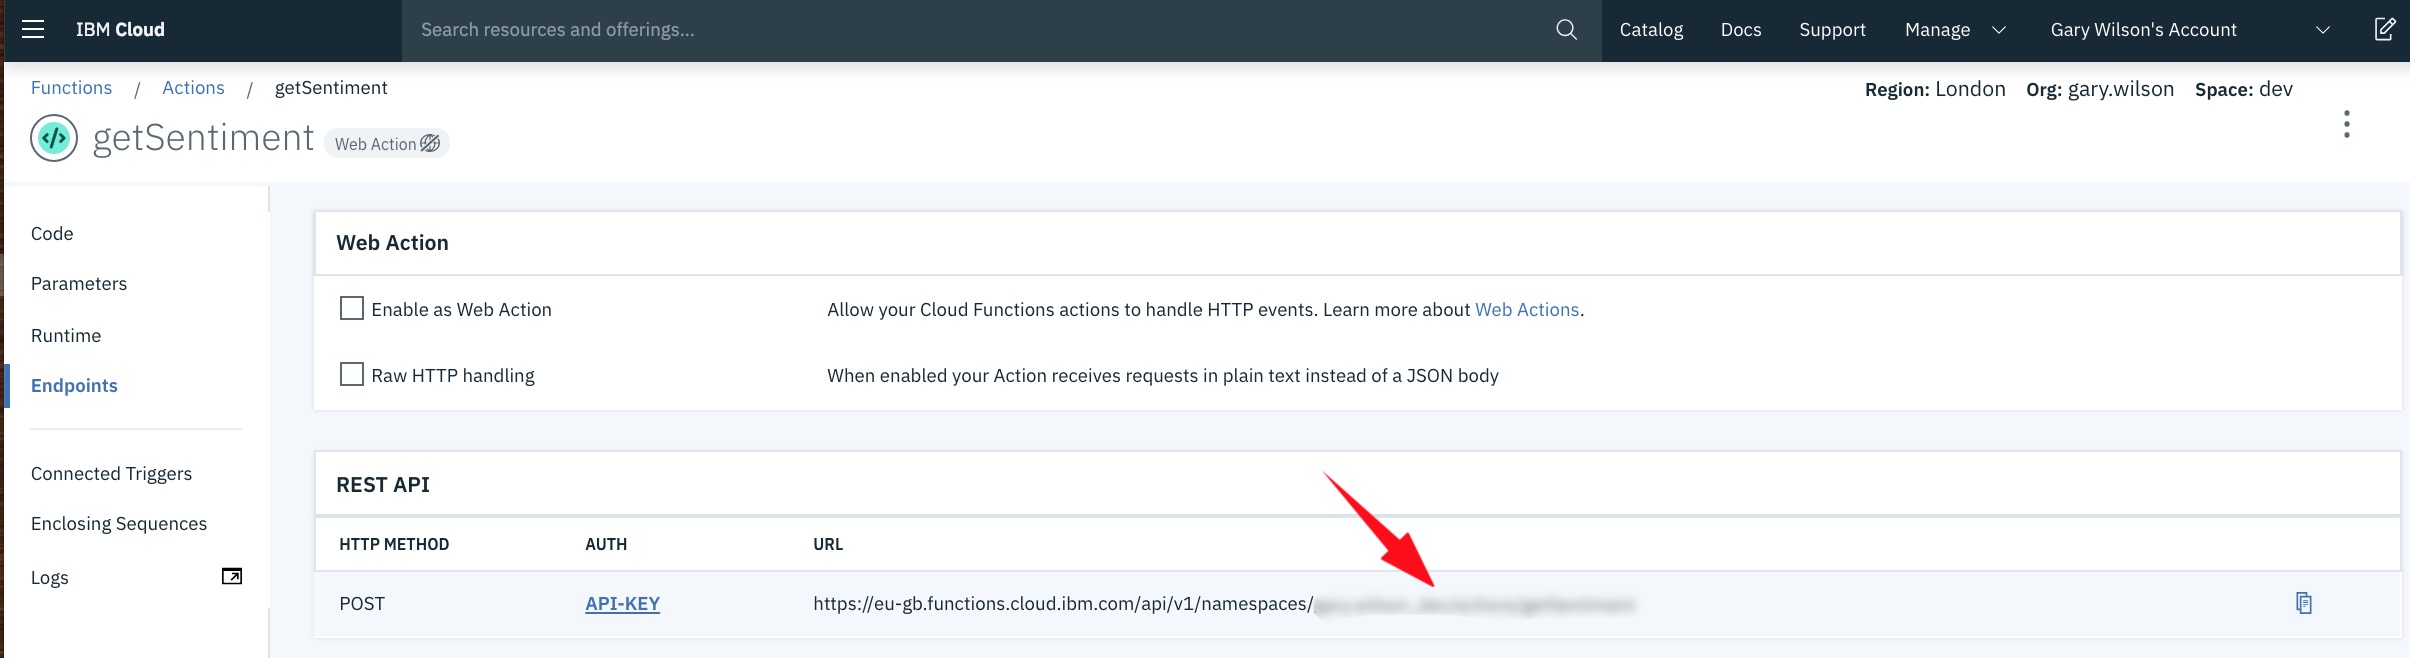 IBM Cloud Search resources and offerings... Catalog Docs Support Manage Gary Wilson's Account
Functions / Actions / getSentiment Region: London Org: gary.wilson Space: dev
</> getSentiment Web Action
Code
Parameters
Runtime
Endpoints
Connected Triggers
Enclosing Sequences
Logs
Web Action
Enable as Web Action Allow your Cloud Functions actions to handle HTTP events. Learn more about Web Actions.
Raw HTTP handling When enabled your Action receives requests in plain text instead of a JSON body
REST API
HTTP METHOD AUTH URL
POST API-KEY https://eu-gb.functions.cloud.ibm.com/api/v1/namespaces/